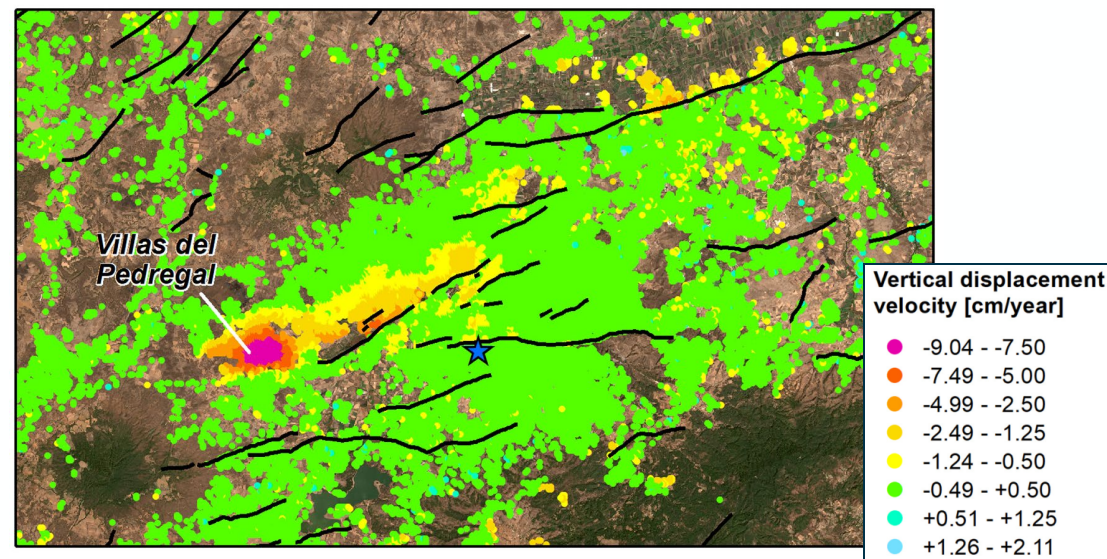 Villas del
Pedregal
Vertical displacement
velocity [cm/year]
-9.04 - -7.50
-7.49 - -5.00
-4.99 - -2.50
-2.49 - -1.25
-1.24 - -0.50
-0.49 - +0.50
+0.51 - +1.25
+1.26 - +2.11